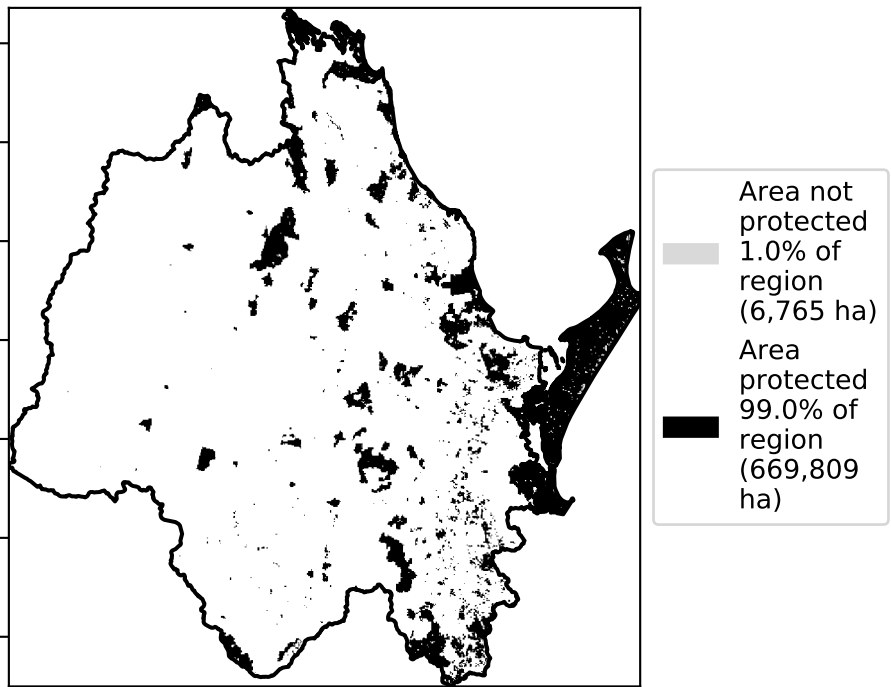 Area not
protected
1.0% of
region
(6,765 ha)
Area
protected
99.0% of
region
(669,809
ha)